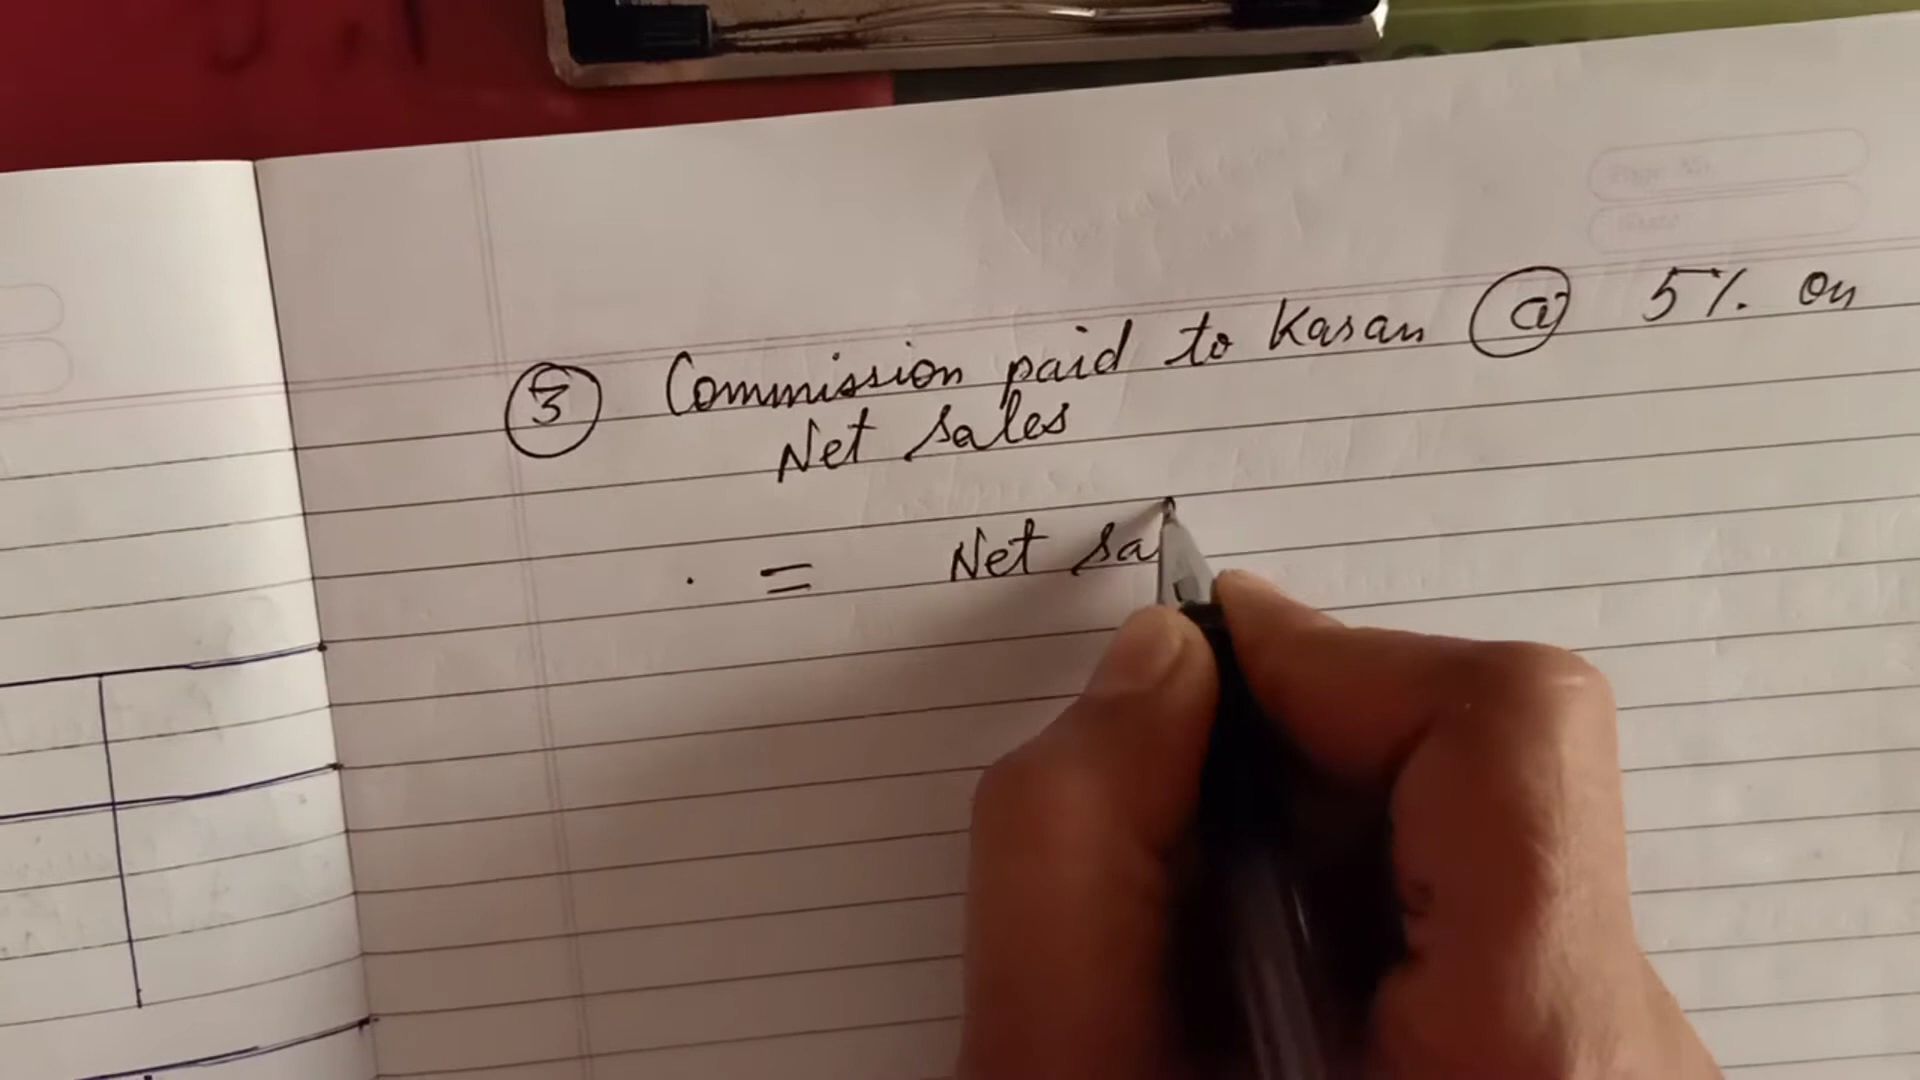 ③ Commission paid to Kasan @ 5% on
Net sales
= Net sa